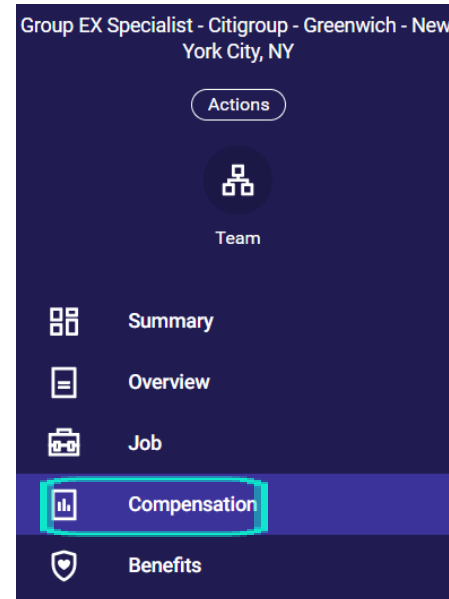 Group EX Specialist - Citigroup - Greenwich - New
York City, NY
Actions
Team
Summary
Overview
Job
Compensation
Benefits